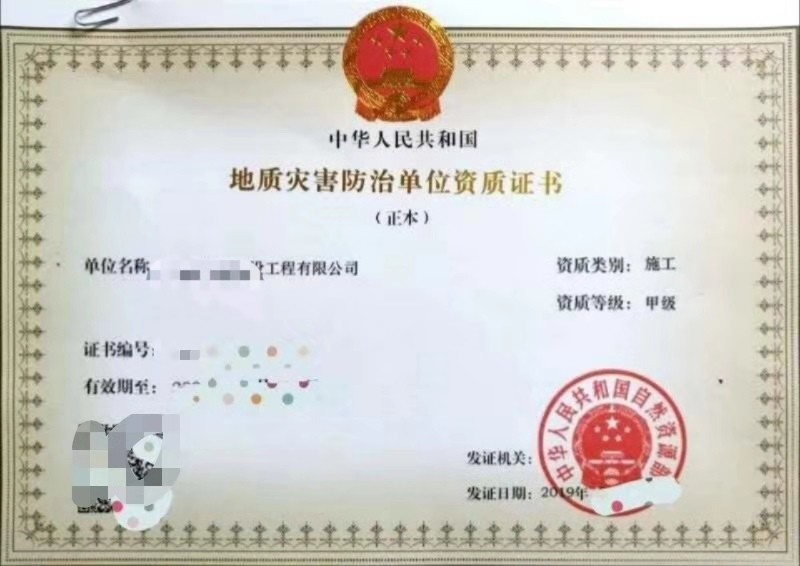 中华人民共和国
地质灾害防治单位资质证书
（正本）
单位名称
工程有限公司
资质类别：施工
资质等级：甲级
证书编号：
有效期至：
中华人民共和国自然资源部
发证机关：
发证日期：2019年